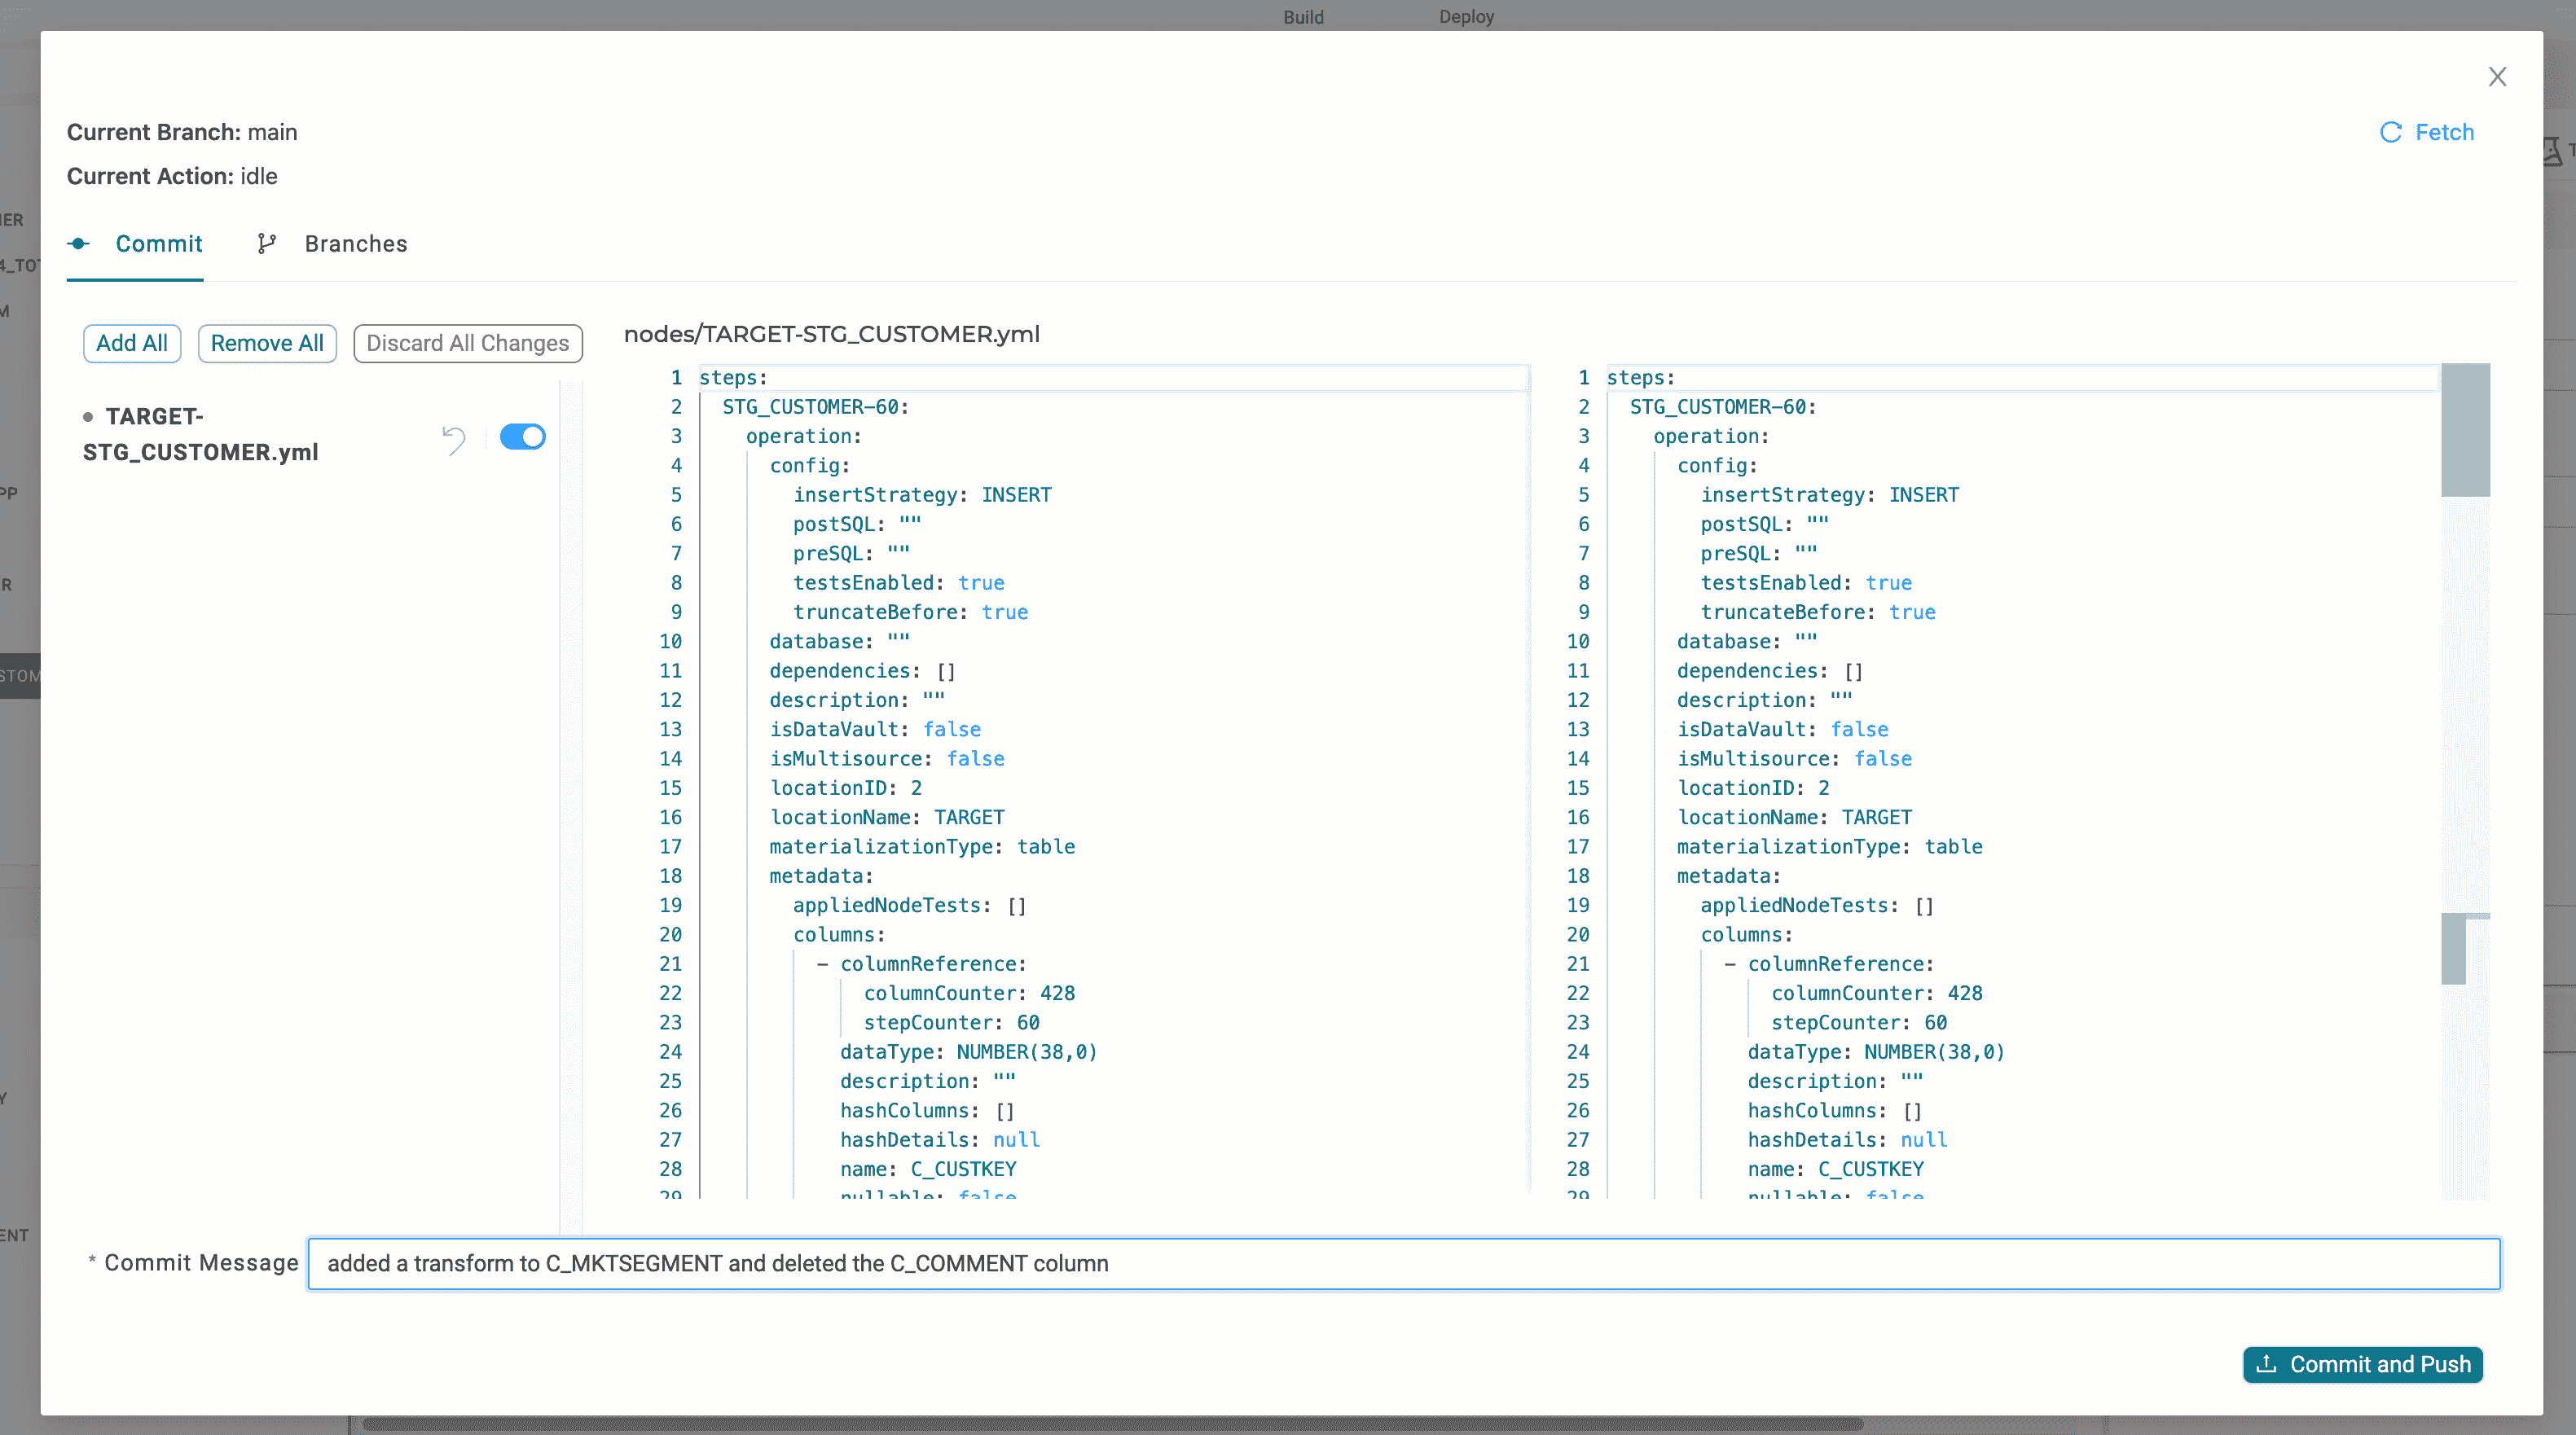 Build
Deploy
Current Branch: main
Fetch
Current Action: idle
Commit
Branches
Add All
Remove All
Discard All Changes
TARGET-
STG_CUSTOMER.yml
nodes/TARGET-STG_CUSTOMER.yml
1 steps:
2 STG_CUSTOMER-60:
3 operation:
4 config:
5 insertStrategy: INSERT
6 postSQL: ""
7 preSQL: ""
8 testsEnabled: true
9 truncateBefore: true
10 database: ""
11 dependencies: []
12 description: ""
13 isDataVault: false
14 isMultisource: false
15 locationID: 2
16 locationName: TARGET
17 materializationType: table
18 metadata:
19 appliedNodeTests: []
20 columns:
21 - columnReference:
22 columnCounter: 428
23 stepCounter: 60
24 dataType: NUMBER(38,0)
25 description: ""
26 hashColumns: []
27 hashDetails: null
28 name: C_CUSTKEY
29 nullable: false
1 steps:
2 STG_CUSTOMER-60:
3 operation:
4 config:
5 insertStrategy: INSERT
6 postSQL: ""
7 preSQL: ""
8 testsEnabled: true
9 truncateBefore: true
10 database: ""
11 dependencies: []
12 description: ""
13 isDataVault: false
14 isMultisource: false
15 locationID: 2
16 locationName: TARGET
17 materializationType: table
18 metadata:
19 appliedNodeTests: []
20 columns:
21 - columnReference:
22 columnCounter: 428
23 stepCounter: 60
24 dataType: NUMBER(38,0)
25 description: ""
26 hashColumns: []
27 hashDetails: null
28 name: C_CUSTKEY
29 nullable: false
* Commit Message
added a transform to C_MKTSEGMENT and deleted the C_COMMENT column
Commit and Push